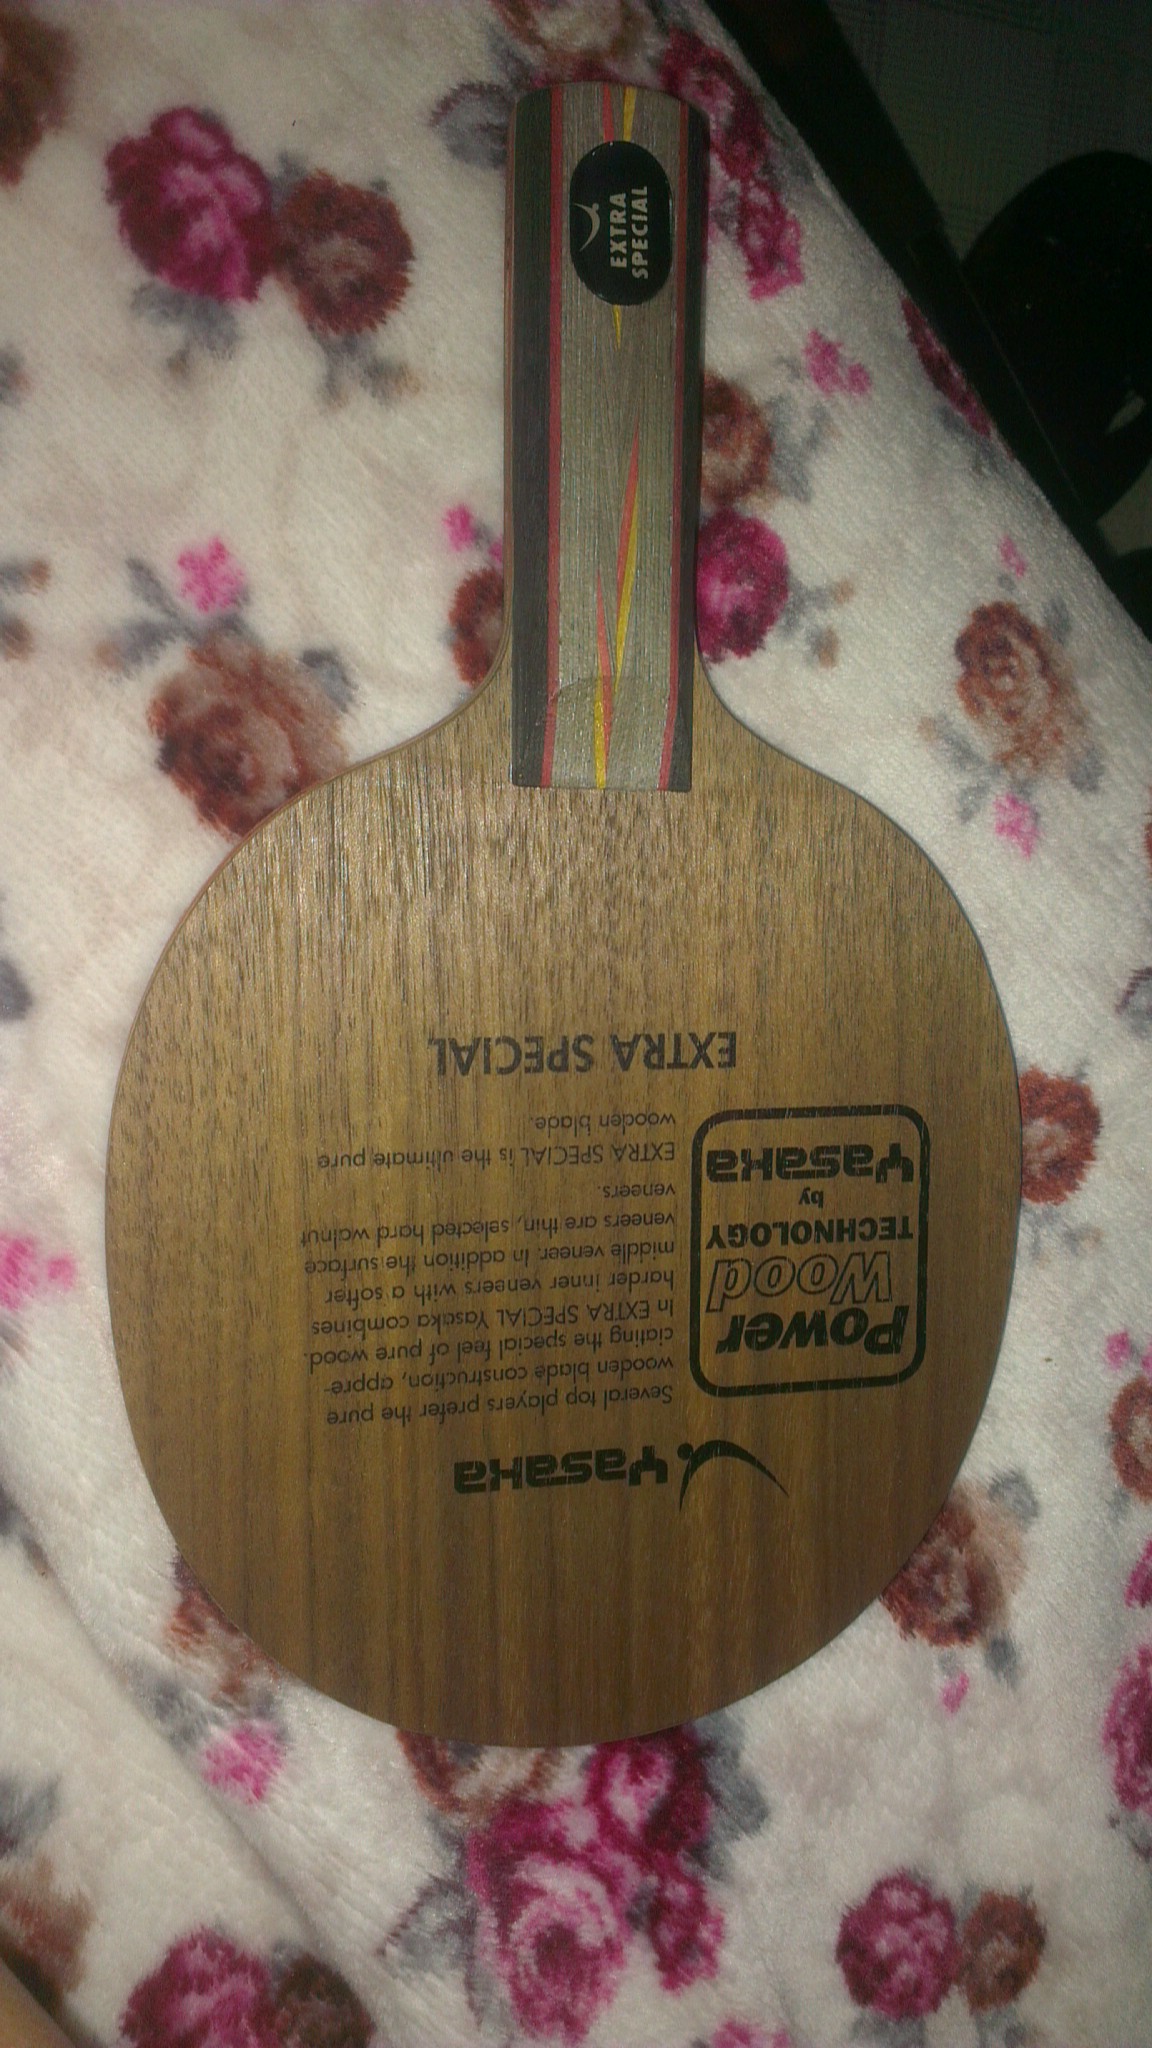 EXTRA
SPECIAL
Yasaka
Several top players prefer the pure
wooden blade construction, appre-
ciating the special feel of pure wood.
In EXTRA SPECIAL Yasaka combines
harder inner veneers with a softer
middle veneer. In addition the surface
veneers are thin, selected hard walnut
veneers.
EXTRA SPECIAL is the ultimate pure
wooden blade.
Power
Wood
TECHNOLOGY
by
Yasaka
EXTRA SPECIAL